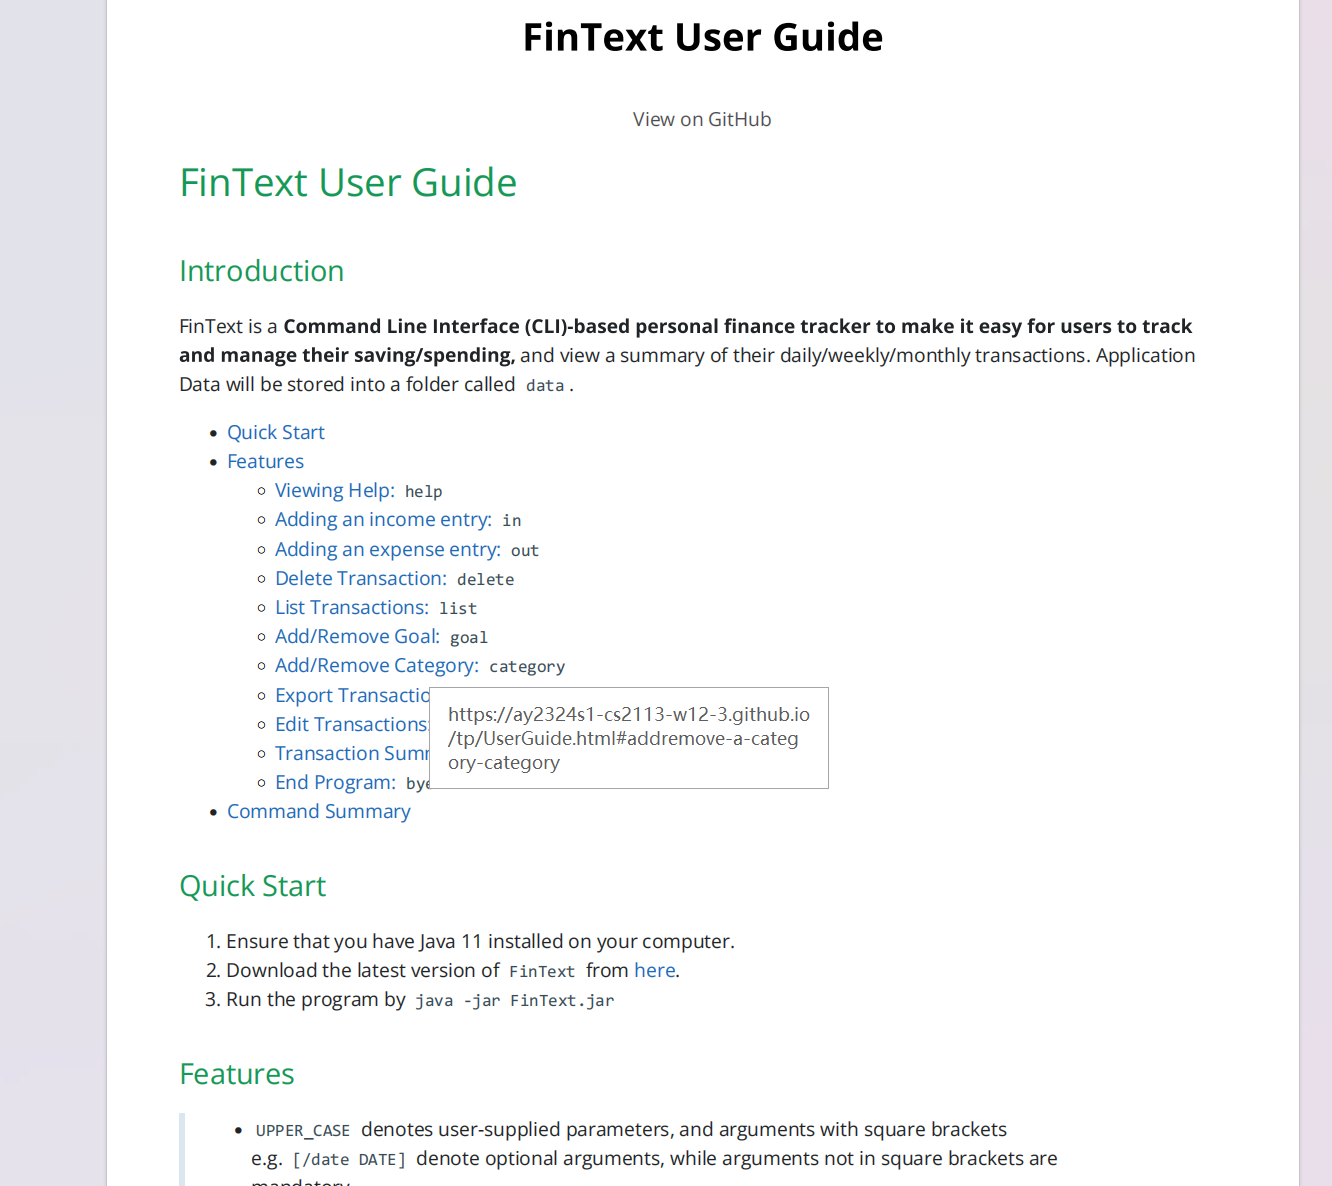 FinText User Guide
View on GitHub
FinText User Guide
Introduction
FinText is a Command Line Interface (CLI)-based personal finance tracker to make it easy for users to track
and manage their saving/spending, and view a summary of their daily/weekly/monthly transactions. Application
Data will be stored into a folder called data.
• Quick Start
• Features
○ Viewing Help: help
○ Adding an income entry: in
○ Adding an expense entry: out
○ Delete Transaction: delete
○ List Transactions: list
○ Add/Remove Goal: goal
○ Add/Remove Category: category
○ Export Transactio
○ Edit Transactions:
○ Transaction Sum
○ End Program: bye
https://ay2324s1-cs2113-w12-3.github.io
/tp/UserGuide.html#addremove-a-categ
ory-category
• Command Summary
Quick Start
1. Ensure that you have Java 11 installed on your computer.
2. Download the latest version of FinText from here.
3. Run the program by java -jar FinText.jar
Features
• UPPER_CASE denotes user-supplied parameters, and arguments with square brackets
e.g. [/date DATE] denote optional arguments, while arguments not in square brackets are